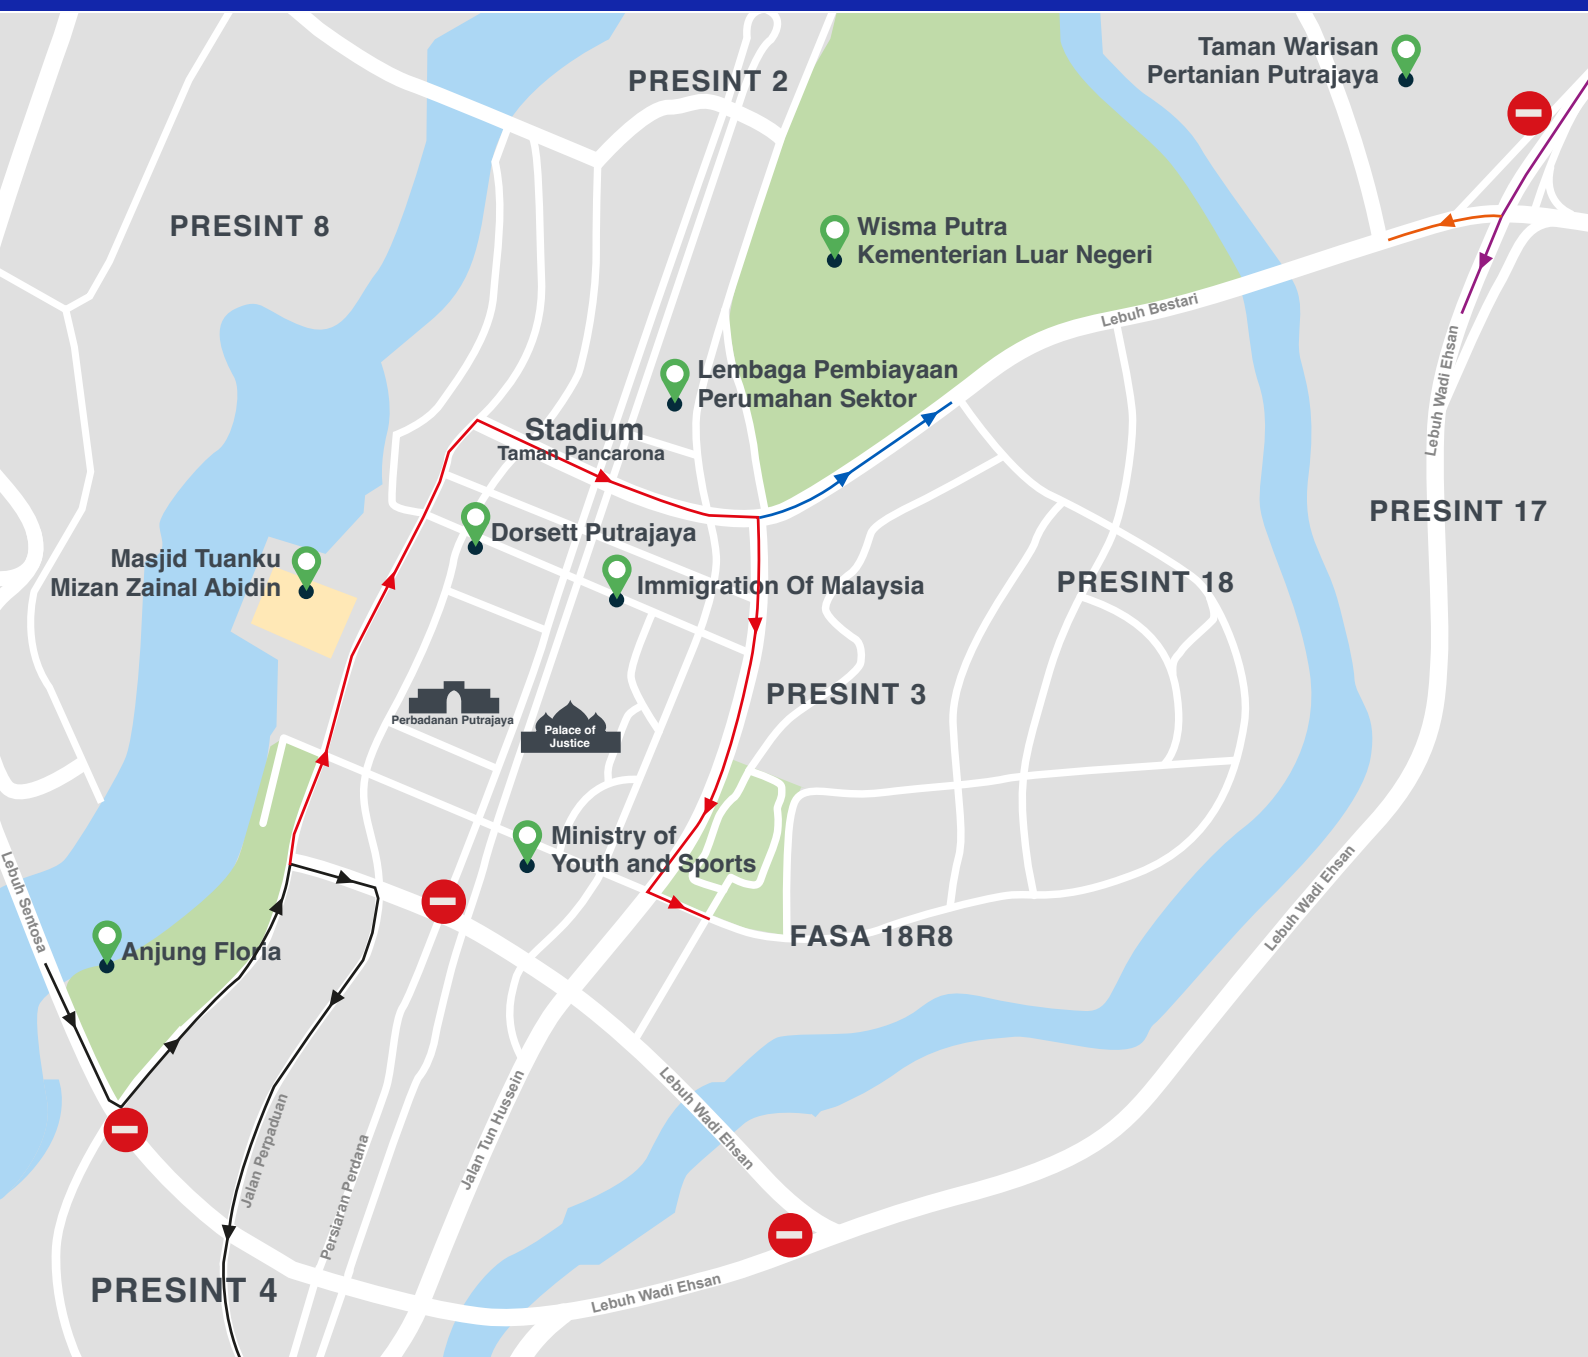 Taman Warisan
Pertanian Putrajaya
PRESINT 2
PRESINT 8
Wisma Putra
Kementerian Luar Negeri
Lebuh Bestari
Lebuh Wadi Ehsan
Lembaga Pembiayaan
Perumahan Sektor
Stadium
Taman Pancarona
PRESINT 17
Dorsett Putrajaya
Masjid Tuanku
Mizan Zainal Abidin
Immigration Of Malaysia
PRESINT 18
PRESINT 3
Perbadanan Putrajaya
Palace of
Justice
Ministry of
Youth and Sports
Lebuh Sentosa
Lebuh Wadi Ehsan
FASA 18R8
Anjung Floria
Lebuh Wadi Ehsan
Jalan Tun Hussein
Jalan Perpaduan
Persiaran Perdana
PRESINT 4
Lebuh Wadi Ehsan